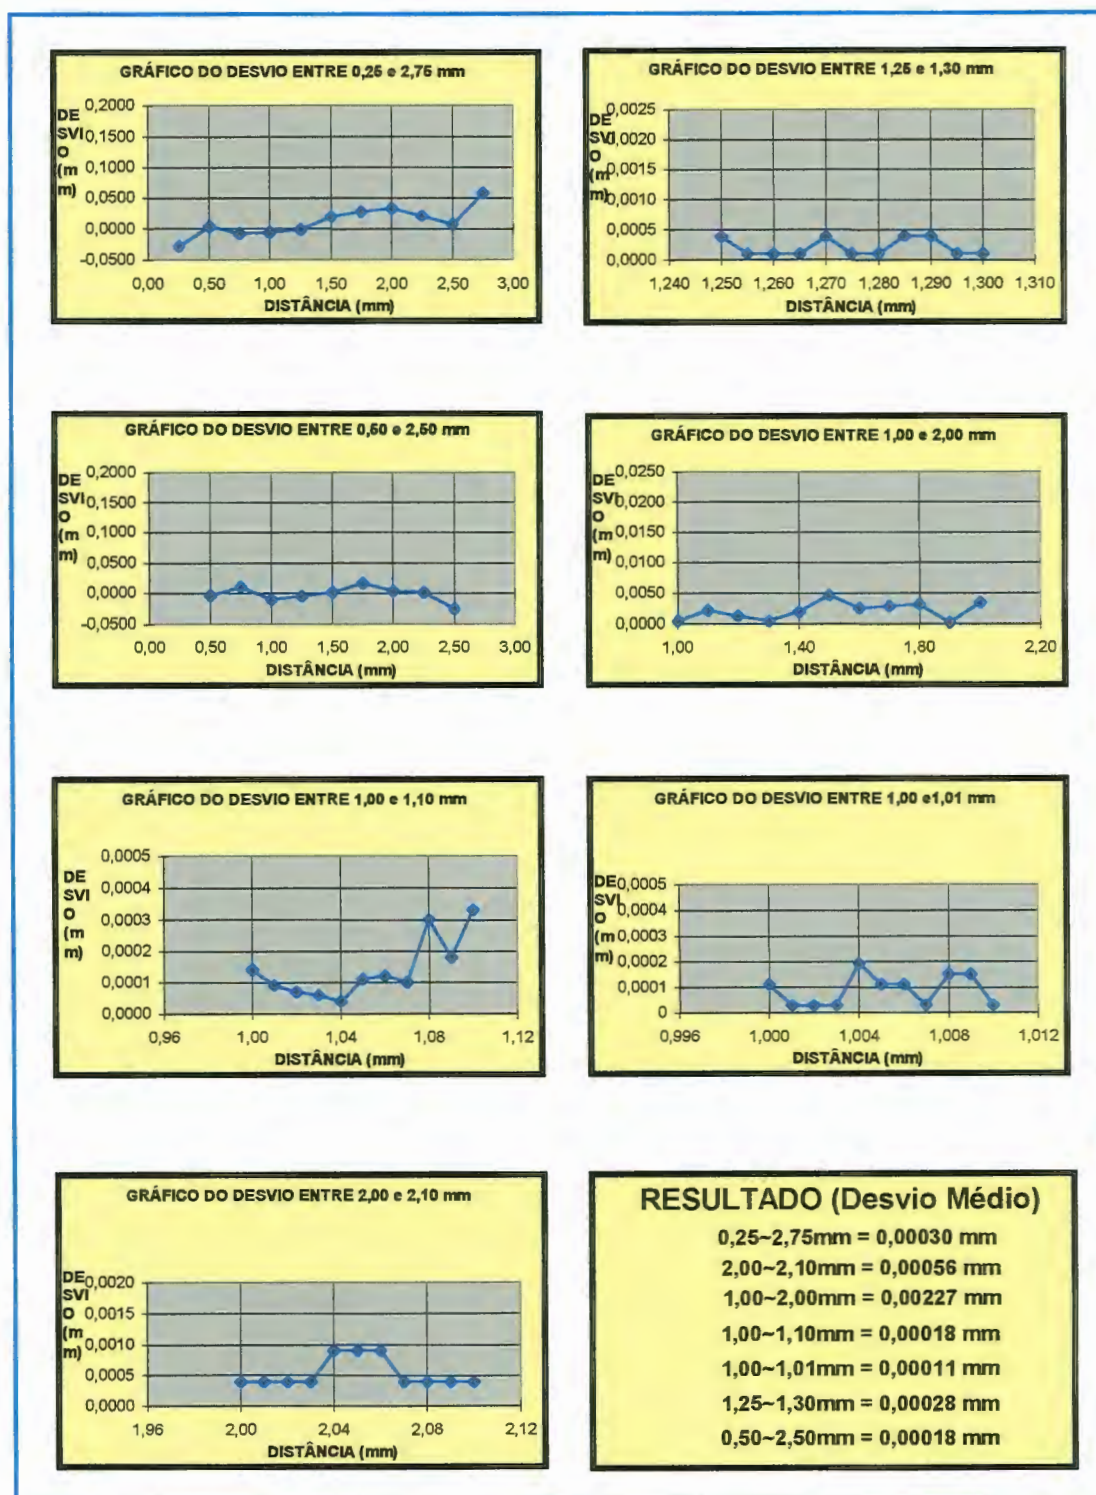 GRÁFICO DO DESVIO ENTRE 0,25 e 2,75 mm
DE
SVI
O
(m
m)
0,2000
0,1500
0,1000
0,0500
0,0000
-0,0500
0,00 0,50 1,00 1,50 2,00 2,50 3,00
DISTÂNCIA (mm)
GRÁFICO DO DESVIO ENTRE 1,25 e 1,30 mm
DE
SVI
O
(m
m)
0,0025
0,0020
0,0015
0,0010
0,0005
0,0000
1,240 1,250 1,260 1,270 1,280 1,290 1,300 1,310
DISTÂNCIA (mm)
GRÁFICO DO DESVIO ENTRE 0,50 e 2,50 mm
DE
SVI
O
(m
m)
0,2000
0,1500
0,1000
0,0500
0,0000
-0,0500
0,00 0,50 1,00 1,50 2,00 2,50 3,00
DISTÂNCIA (mm)
GRÁFICO DO DESVIO ENTRE 1,00 e 2,00 mm
DE
SVI
O
(m
m)
0,0250
0,0200
0,0150
0,0100
0,0050
0,0000
1,00 1,40 1,80 2,20
DISTÂNCIA (mm)
GRÁFICO DO DESVIO ENTRE 1,00 e 1,10 mm
DE
SVI
O
(m
m)
0,0005
0,0004
0,0003
0,0002
0,0001
0,0000
0,96 1,00 1,04 1,08 1,12
DISTÂNCIA (mm)
GRÁFICO DO DESVIO ENTRE 1,00 e1,01 mm
DE
SVI
O
(m
m)
0,0005
0,0004
0,0003
0,0002
0,0001
0
0,996 1,000 1,004 1,008 1,012
DISTÂNCIA (mm)
GRÁFICO DO DESVIO ENTRE 2,00 e 2,10 mm
DE
SVI
O
(m
m)
0,0020
0,0015
0,0010
0,0005
0,0000
1,96 2,00 2,04 2,08 2,12
DISTÂNCIA (mm)
RESULTADO (Desvio Médio)
0,25~2,75mm = 0,00030 mm
2,00~2,10mm = 0,00056 mm
1,00~2,00mm = 0,00227 mm
1,00~1,10mm = 0,00018 mm
1,00~1,01mm = 0,00011 mm
1,25~1,30mm = 0,00028 mm
0,50~2,50mm = 0,00018 mm